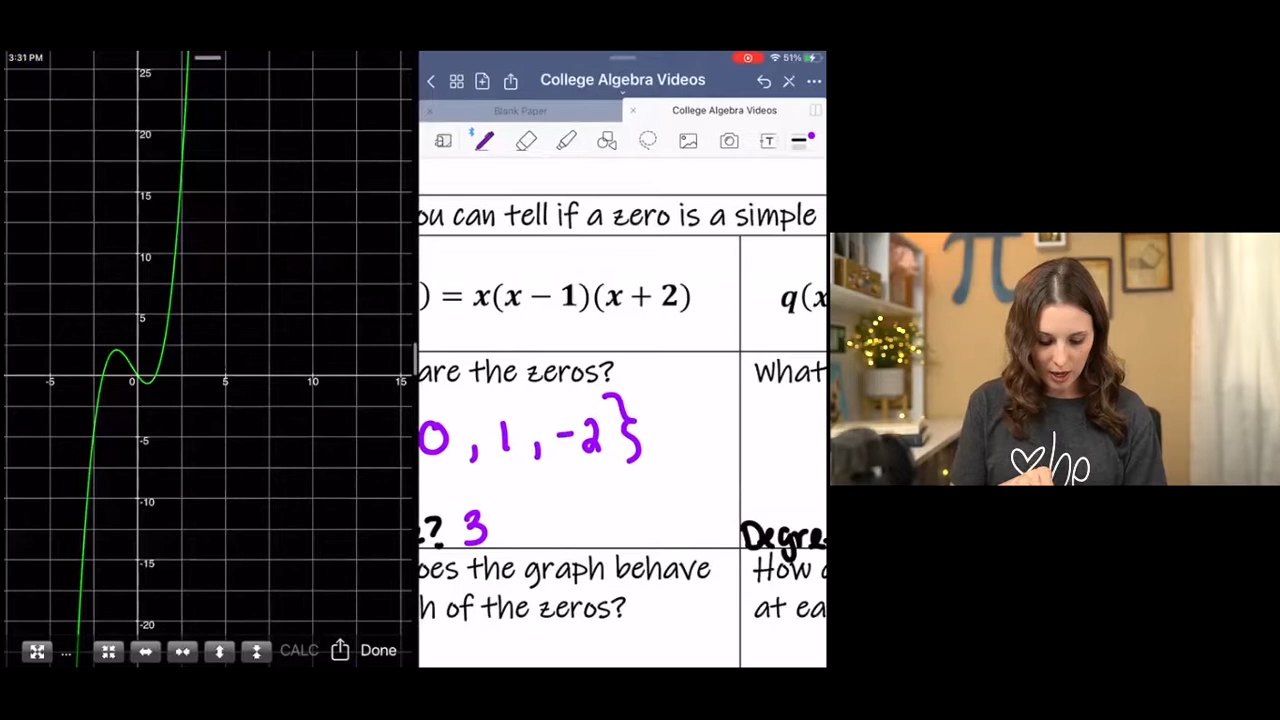 3:31 PM
25
20
15
10
5
-5
0
5
10
15
-5
-10
-15
-20
...
CALC
Done
51%
College Algebra Videos
Blank Paper
College Algebra Videos
T
ou can tell if a zero is a simple
) = x(x − 1)(x + 2)
q(x
are the zeros?
What
0, 1, -2}
? 3
Degre
oes the graph behave
How
h of the zeros?
at ea